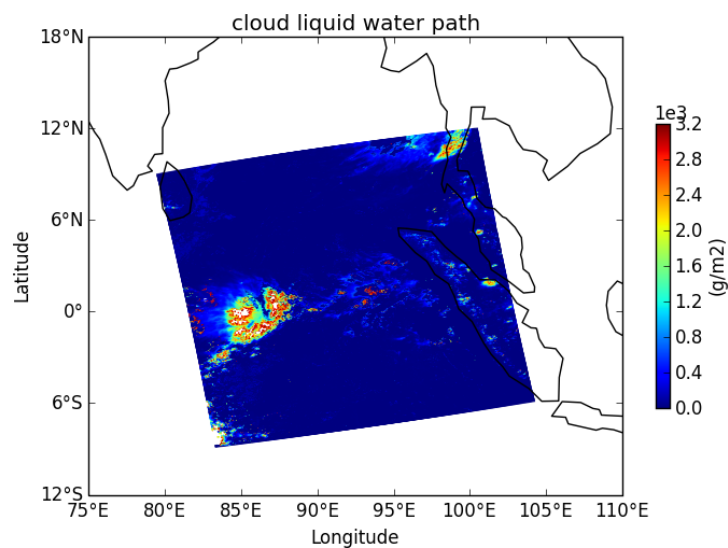 cloud liquid water path
18°N
12°N
6°N
0°
6°S
12°S
Latitude
75°E 80°E 85°E 90°E 95°E 100°E 105°E 110°E
Longitude
1e3
3.2
2.8
2.4
2.0
1.6
1.2
0.8
0.4
0.0
(g/m2)